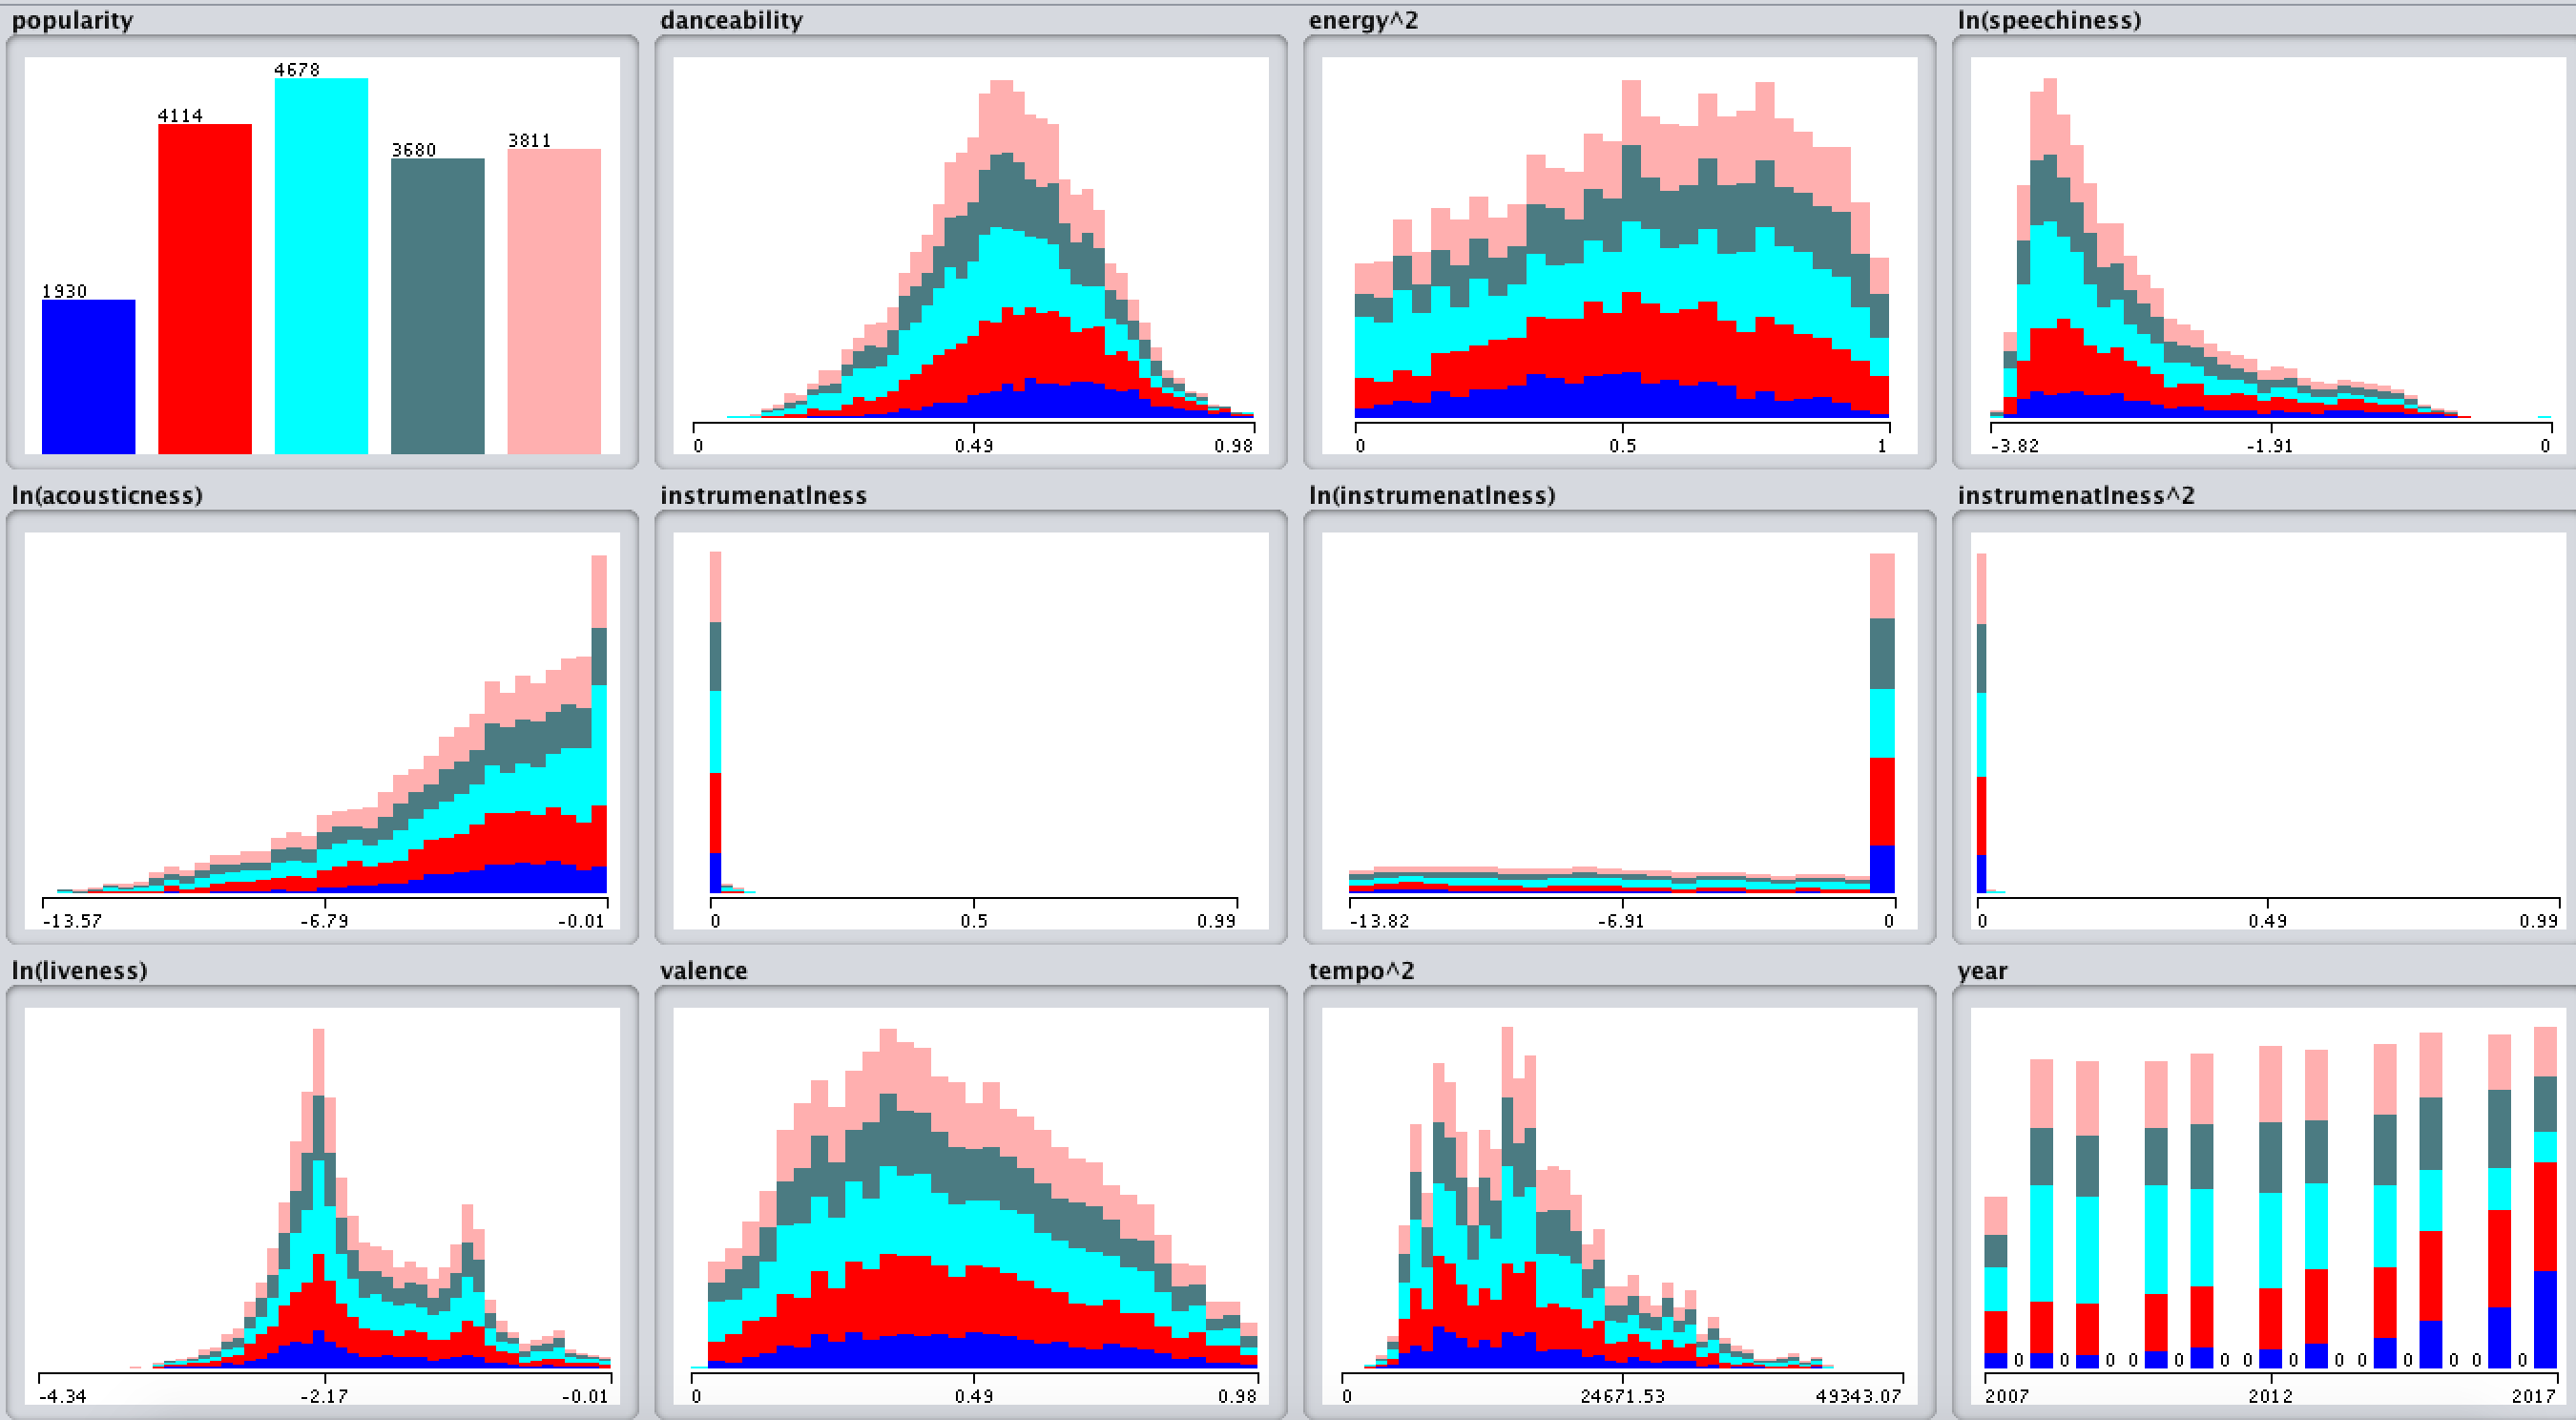 popularity
danceability
energy^2
ln(speechiness)
4678
4114
3680
3811
1930
0 0.49 0.98
0 0.5 1
-3.82 -1.91 0
ln(acousticness)
instrumenatlness
ln(instrumenatlness)
instrumenatlness^2
-13.57 -6.79 -0.01
0 0.5 0.99
-13.82 -6.91 0
0 0.49 0.99
ln(liveness)
valence
tempo^2
year
0 0 0 0 0 0 0 0 0 0 0 0 0
-4.34 -2.17 -0.01
0 0.49 0.98
0 24671.53 49343.07
2007 2012 2017